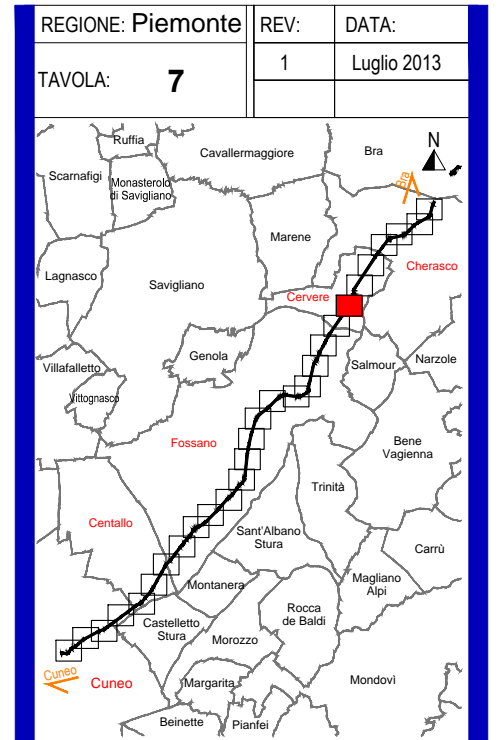 REGIONE: Piemonte
REV:
DATA:
TAVOLA: 7
1
Luglio 2013
Ruffia
Cavallermaggiore
Bra
N
Scarnafigi
Monasterolo
di Savigliano
Bra
Marene
Cherasco
Lagnasco
Savigliano
Cervere
Villafalletto
Genola
Salmour
Narzole
Vittognasco
Fossano
Bene
Vagienna
Trinità
Centallo
Sant'Albano
Stura
Carrù
Montanera
Magliano
Alpi
Castelletto
Stura
Rocca
de Baldi
Morozzo
Cuneo
Cuneo
Margarita
Mondovì
Beinette
Pianfei